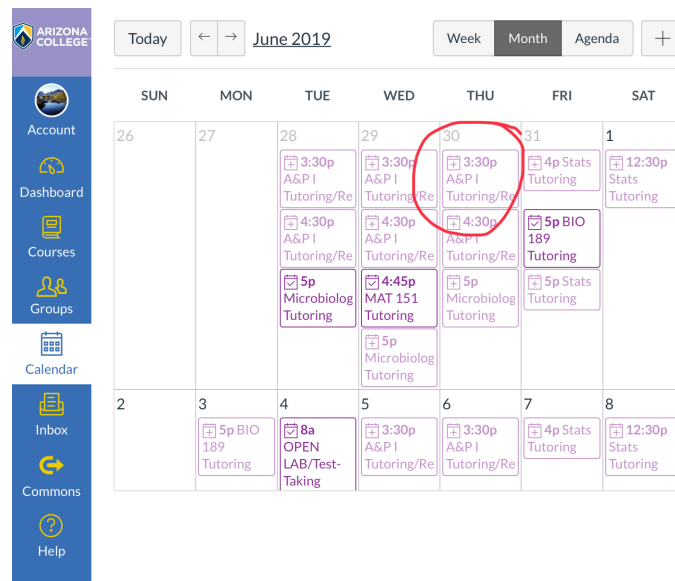 ARIZONA
COLLEGE
Account
Dashboard
Courses
Groups
Calendar
Inbox
Commons
Help
Today ← → June 2019 Week Month Agenda +
SUN MON TUE WED THU FRI SAT
26 27 28 29 30 31 1
3:30p
A&P I
Tutoring/Re
4:30p
A&P I
Tutoring/Re
5p
Microbiolog
Tutoring
3:30p
A&P I
Tutoring/Re
4:30p
A&P I
Tutoring/Re
4:45p
MAT 151
Tutoring
5p
Microbiolog
Tutoring
3:30p
A&P I
Tutoring/Re
4:30p
A&P I
Tutoring/Re
5p
Microbiolog
Tutoring
4p Stats
Tutoring
5p BIO
189
Tutoring
5p Stats
Tutoring
12:30p
Stats
Tutoring
2 3 4 5 6 7 8
5p BIO
189
Tutoring
8a
OPEN
LAB/Test-
Taking
3:30p
A&P I
Tutoring/Re
3:30p
A&P I
Tutoring/Re
4p Stats
Tutoring
12:30p
Stats
Tutoring